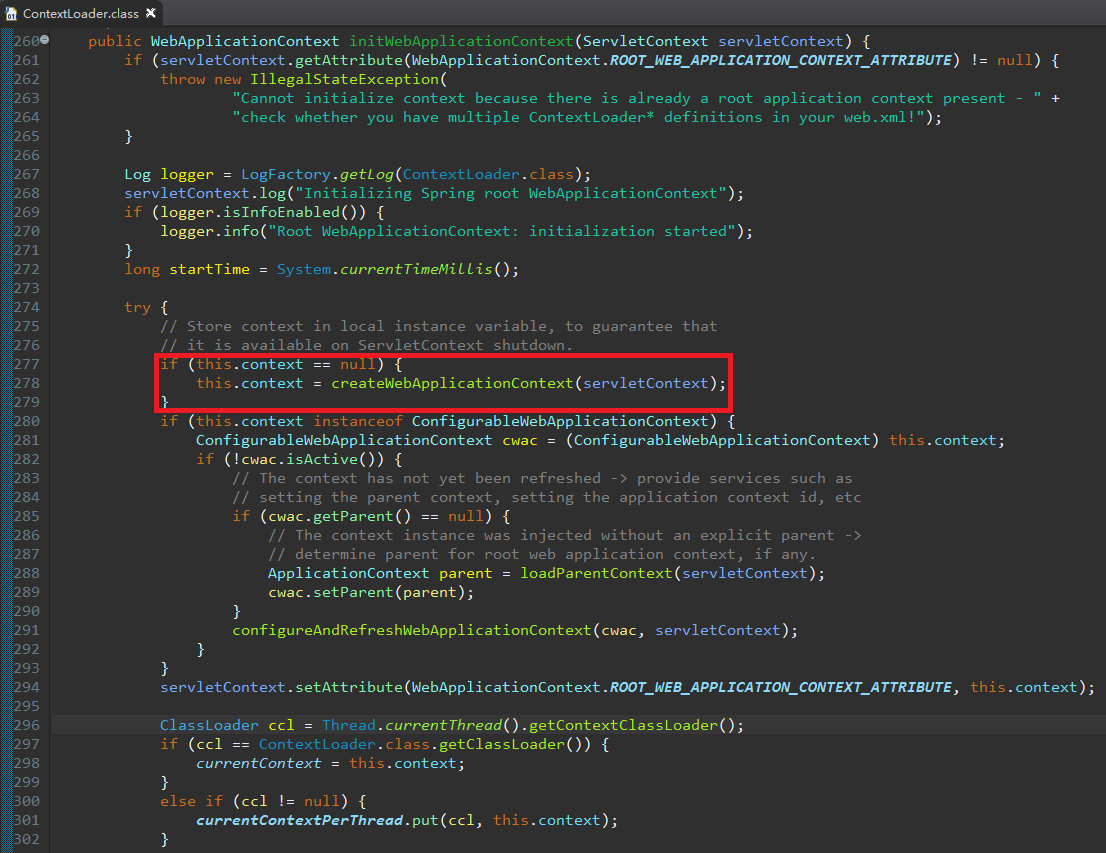 ContextLoader.class
260 public WebApplicationContext initWebApplicationContext(ServletContext servletContext) {
261 if (servletContext.getAttribute(WebApplicationContext.ROOT_WEB_APPLICATION_CONTEXT_ATTRIBUTE) != null) {
262 throw new IllegalStateException(
263 "Cannot initialize context because there is already a root application context present - " +
264 "check whether you have multiple ContextLoader* definitions in your web.xml!");
265 }
266
267 Log logger = LogFactory.getLog(ContextLoader.class);
268 servletContext.log("Initializing Spring root WebApplicationContext");
269 if (logger.isInfoEnabled()) {
270 logger.info("Root WebApplicationContext: initialization started");
271 }
272 long startTime = System.currentTimeMillis();
273
274 try {
275 // Store context in local instance variable, to guarantee that
276 // it is available on ServletContext shutdown.
277 if (this.context == null) {
278 this.context = createWebApplicationContext(servletContext);
279 }
280 if (this.context instanceof ConfigurableWebApplicationContext) {
281 ConfigurableWebApplicationContext cwac = (ConfigurableWebApplicationContext) this.context;
282 if (!cwac.isActive()) {
283 // The context has not yet been refreshed -> provide services such as
284 // setting the parent context, setting the application context id, etc
285 if (cwac.getParent() == null) {
286 // The context instance was injected without an explicit parent ->
287 // determine parent for root web application context, if any.
288 ApplicationContext parent = loadParentContext(servletContext);
289 cwac.setParent(parent);
290 }
291 configureAndRefreshWebApplicationContext(cwac, servletContext);
292 }
293 }
294 servletContext.setAttribute(WebApplicationContext.ROOT_WEB_APPLICATION_CONTEXT_ATTRIBUTE, this.context);
295
296 ClassLoader ccl = Thread.currentThread().getContextClassLoader();
297 if (ccl == ContextLoader.class.getClassLoader()) {
298 currentContext = this.context;
299 }
300 else if (ccl != null) {
301 currentContextPerThread.put(ccl, this.context);
302 }